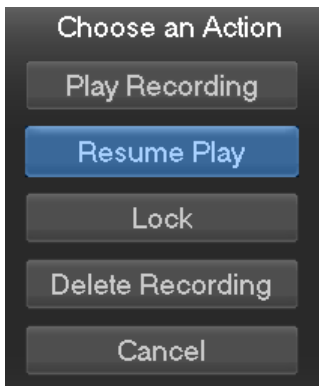 Choose an Action
Play Recording
Resume Play
Lock
Delete Recording
Cancel